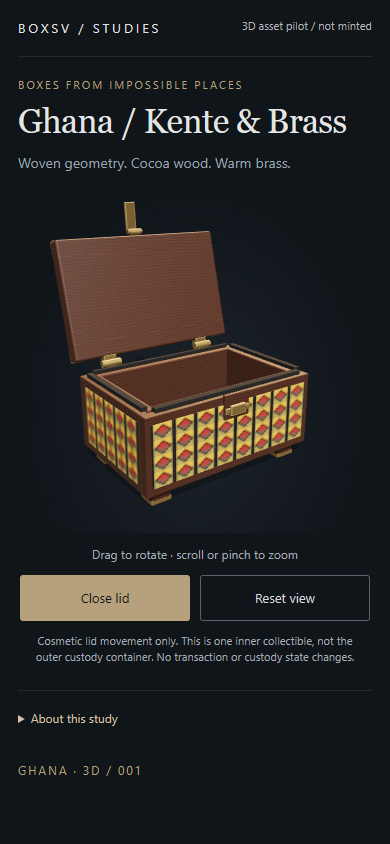 BOXSV / STUDIES
3D asset pilot / not minted
BOXES FROM IMPOSSIBLE PLACES
Ghana / Kente & Brass
Woven geometry. Cocoa wood. Warm brass.
Drag to rotate · scroll or pinch to zoom
Close lid
Reset view
Cosmetic lid movement only. This is one inner collectible, not the
outer custody container. No transaction or custody state changes.
About this study
GHANA · 3D / 001